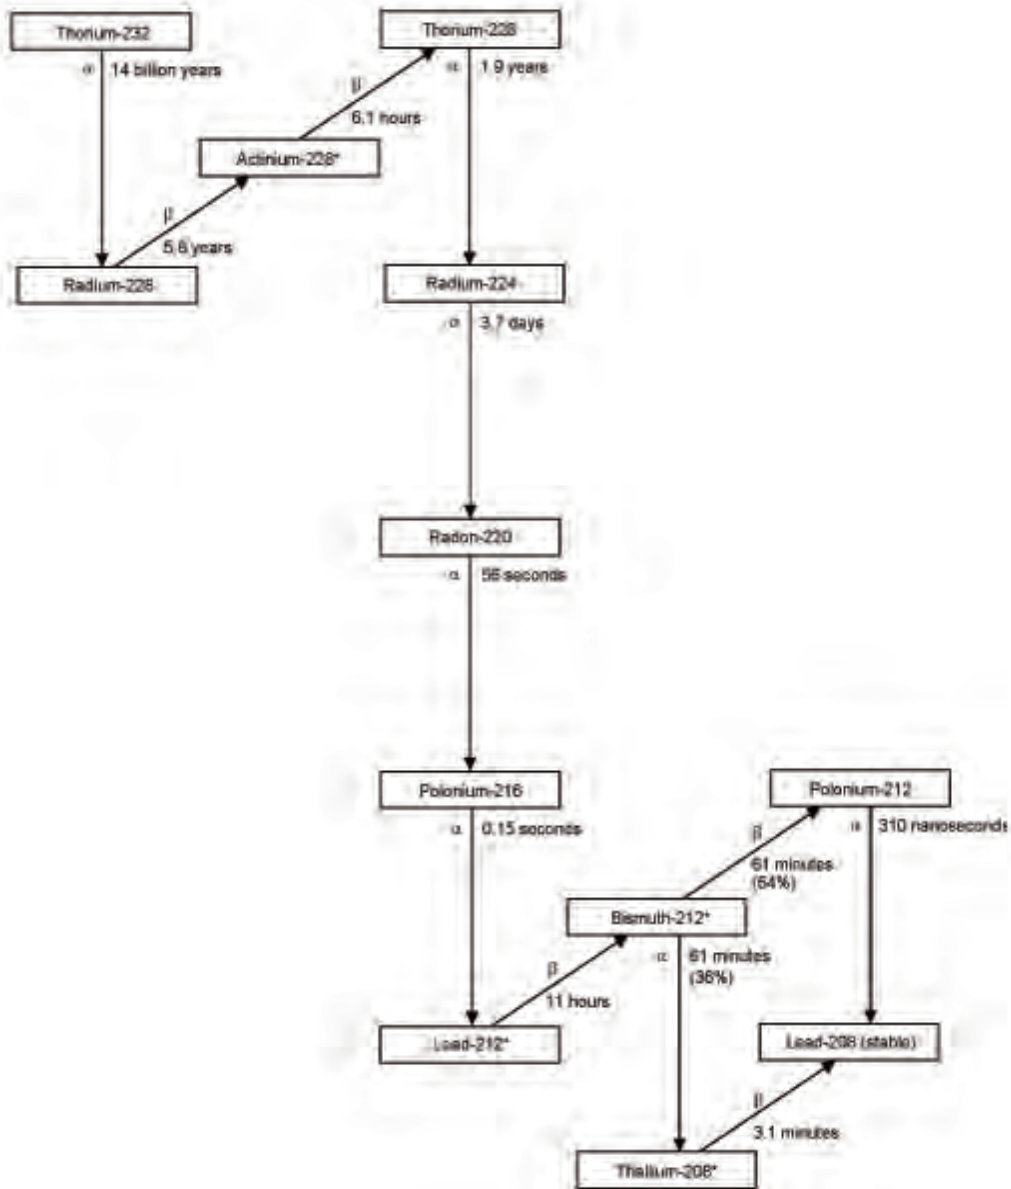 Thorium-232
α 14 billion years
Thorium-228
α 1.9 years
β
6.1 hours
Actinium-228*
β
5.8 years
Radium-228
Radium-224
α 3.7 days
Radon-220
α 56 seconds
Polonium-216
α 0.15 seconds
Polonium-212
α 310 nanoseconds
β
61 minutes
(64%)
Bismuth-212*
α 61 minutes
(36%)
β
11 hours
Lead-212*
Lead-208 (stable)
β
3.1 minutes
Thallium-208*